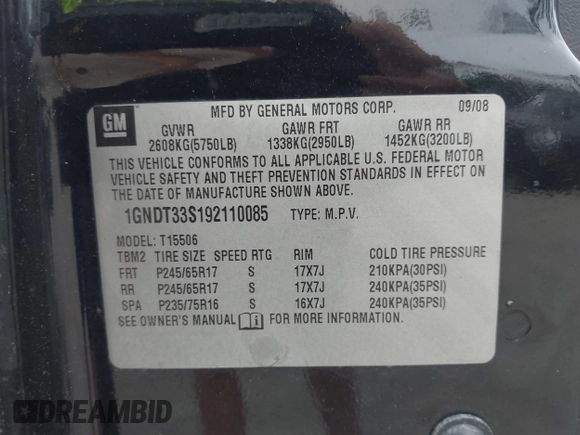 GM
MFD BY GENERAL MOTORS CORP. 09/08
GVWR GAWR FRT GAWR RR
2608KG(5750LB) 1338KG(2950LB) 1452KG(3200LB)
THIS VEHICLE CONFORMS TO ALL APPLICABLE U.S. FEDERAL MOTOR
VEHICLE SAFETY AND THEFT PREVENTION STANDARDS IN EFFECT ON
THE DATE OF MANUFACTURE SHOWN ABOVE.
1GNDT33S192110085 TYPE: M.P.V.
MODEL: T15506
TBM2 TIRE SIZE SPEED RTG RIM COLD TIRE PRESSURE
FRT P245/65R17 S 17X7J 210KPA(30PSI)
RR P245/65R17 S 17X7J 240KPA(35PSI)
SPA P235/75R16 S 16X7J 240KPA(35PSI)
SEE OWNER'S MANUAL FOR MORE INFORMATION.
DREAMBID